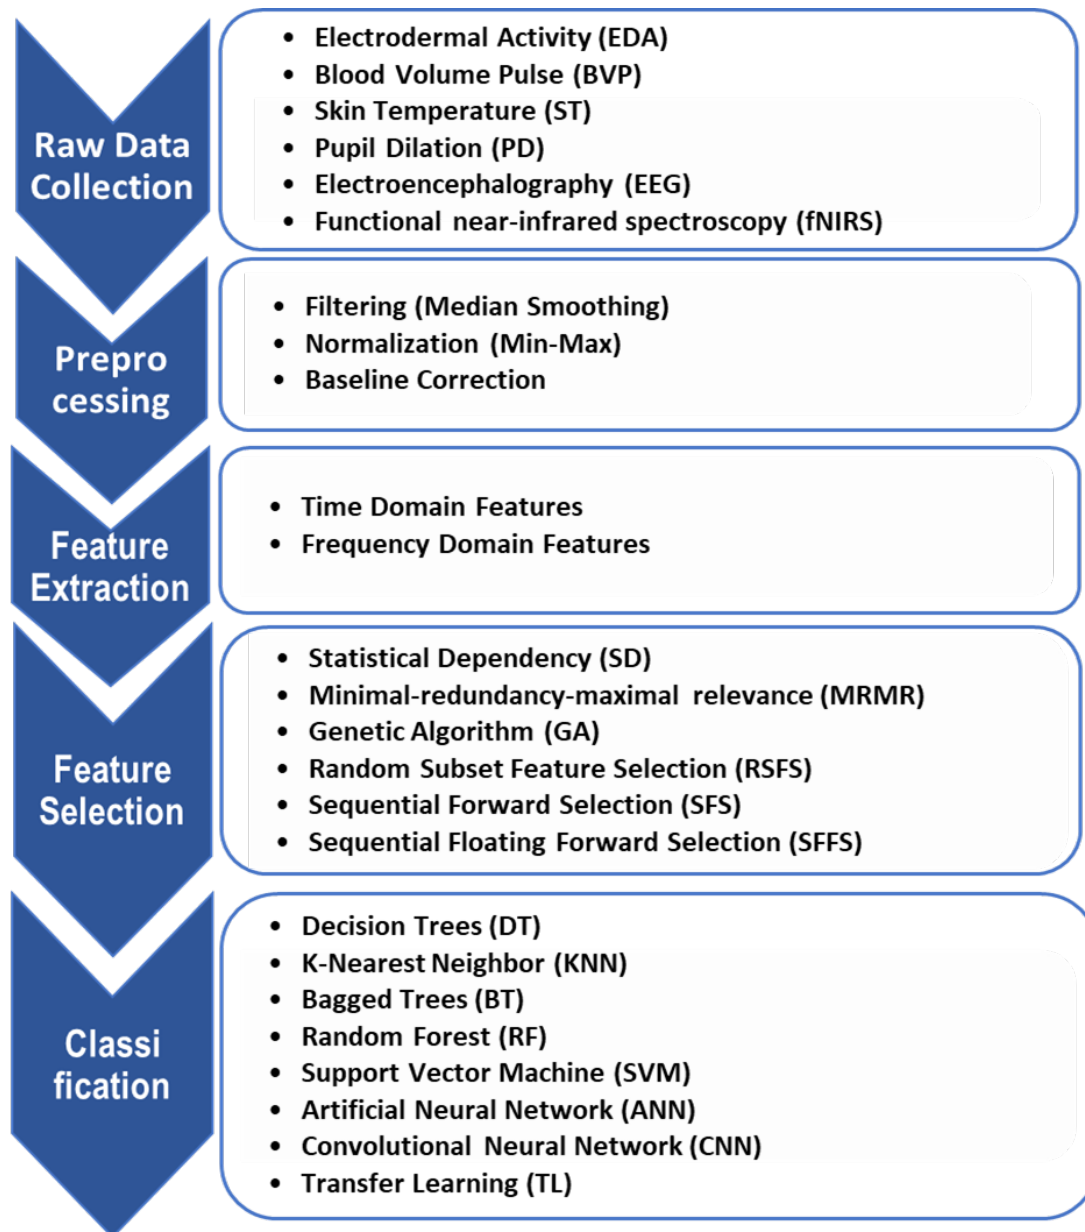 Raw Data
Collection
• Electrodermal Activity (EDA)
• Blood Volume Pulse (BVP)
• Skin Temperature (ST)
• Pupil Dilation (PD)
• Electroencephalography (EEG)
• Functional near-infrared spectroscopy (fNIRS)
Prepro
cessing
• Filtering (Median Smoothing)
• Normalization (Min-Max)
• Baseline Correction
Feature
Extraction
• Time Domain Features
• Frequency Domain Features
Feature
Selection
• Statistical Dependency (SD)
• Minimal-redundancy-maximal relevance (MRMR)
• Genetic Algorithm (GA)
• Random Subset Feature Selection (RSFS)
• Sequential Forward Selection (SFS)
• Sequential Floating Forward Selection (SFFS)
Classi
fication
• Decision Trees (DT)
• K-Nearest Neighbor (KNN)
• Bagged Trees (BT)
• Random Forest (RF)
• Support Vector Machine (SVM)
• Artificial Neural Network (ANN)
• Convolutional Neural Network (CNN)
• Transfer Learning (TL)